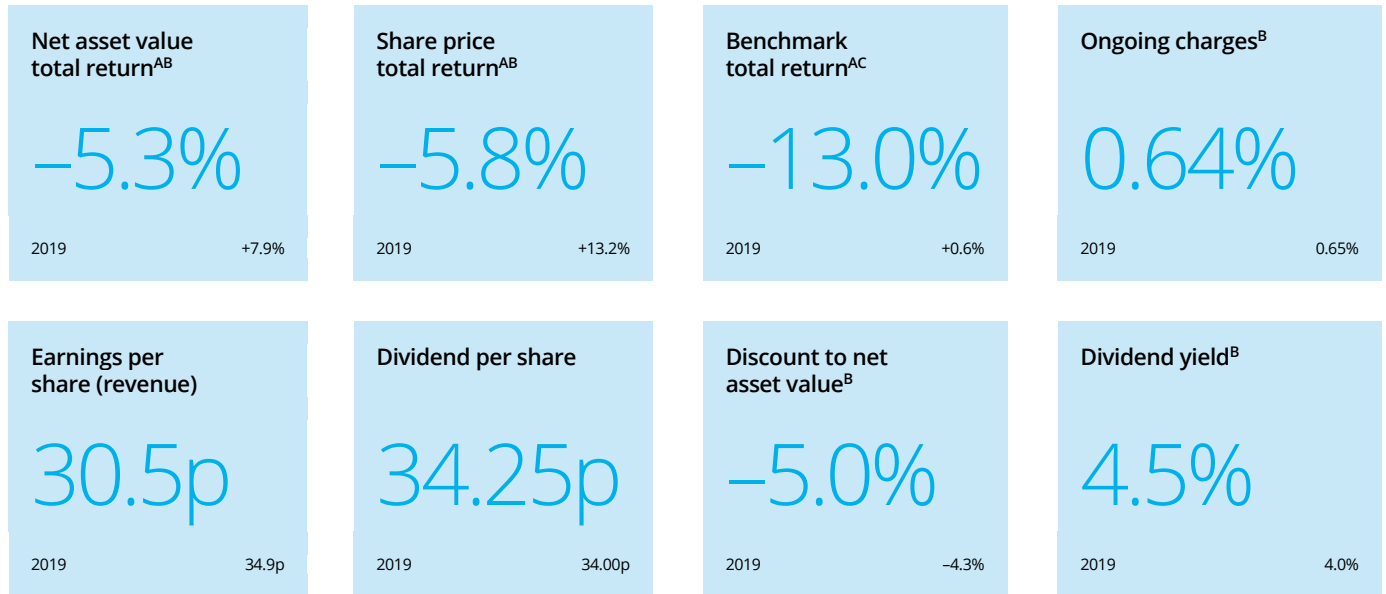 Net asset value
total returnAB
–5.3%
2019 +7.9%
Share price
total returnAB
–5.8%
2019 +13.2%
Benchmark
total returnAC
–13.0%
2019 +0.6%
Ongoing chargesB
0.64%
2019 0.65%
Earnings per
share (revenue)
30.5p
2019 34.9p
Dividend per share
34.25p
2019 34.00p
Discount to net
asset valueB
–5.0%
2019 –4.3%
Dividend yieldB
4.5%
2019 4.0%